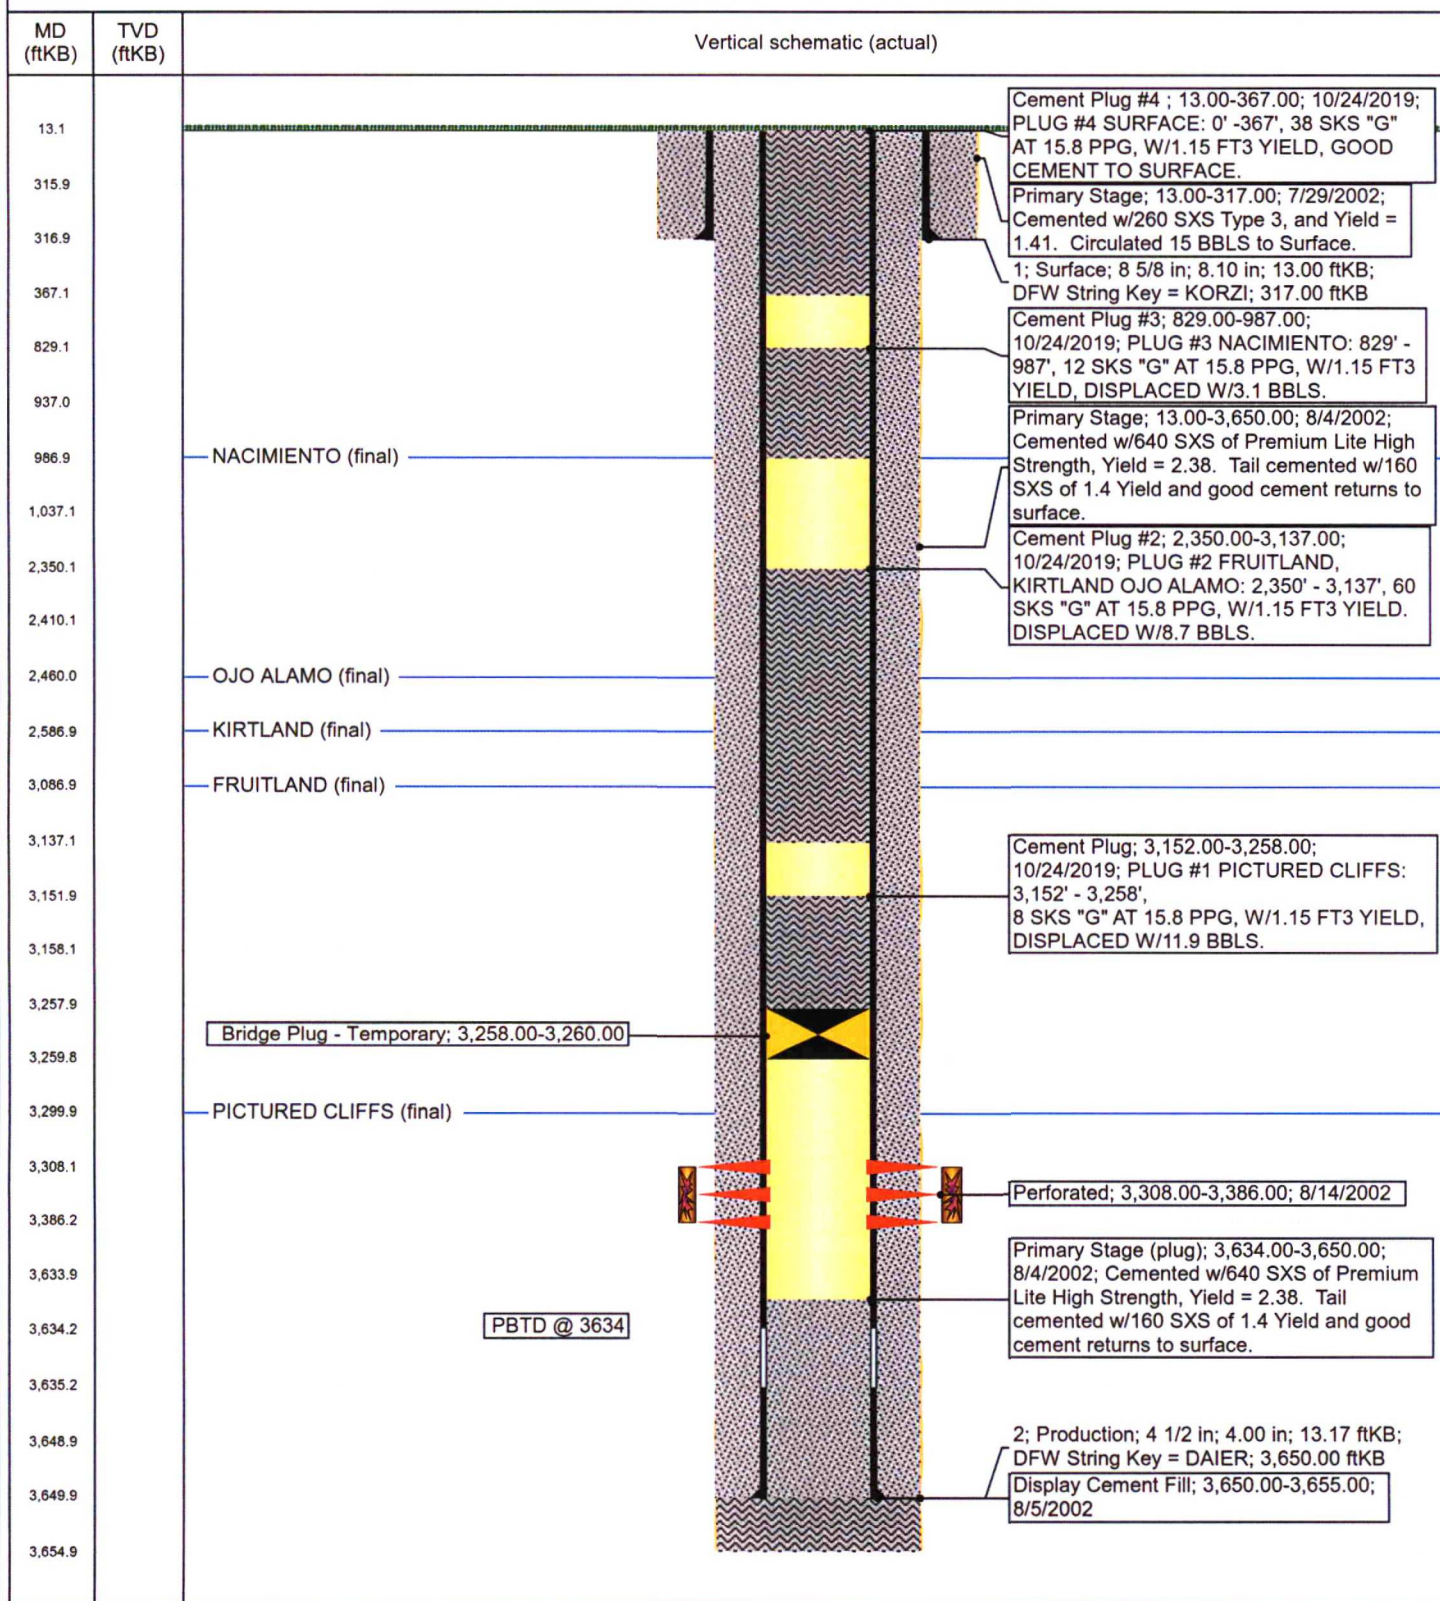 MD
(ftKB)
TVD
(ftKB)
Vertical schematic (actual)
13.1
315.9
316.9
367.1
829.1
937.0
986.9
1,037.1
2,350.1
2,410.1
2,460.0
2,586.9
3,086.9
3,137.1
3,151.9
3,158.1
3,257.9
3,259.8
3,299.9
3,308.1
3,386.2
3,633.9
3,634.2
3,635.2
3,648.9
3,649.9
3,654.9
NACIMIENTO (final)
OJO ALAMO (final)
KIRTLAND (final)
FRUITLAND (final)
Bridge Plug - Temporary; 3,258.00-3,260.00
PICTURED CLIFFS (final)
PBTD @ 3634
Cement Plug #4 ; 13.00-367.00; 10/24/2019;
PLUG #4 SURFACE: 0' -367', 38 SKS "G"
AT 15.8 PPG, W/1.15 FT3 YIELD, GOOD
CEMENT TO SURFACE.
Primary Stage; 13.00-317.00; 7/29/2002;
Cemented w/260 SXS Type 3, and Yield =
1.41.  Circulated 15 BBLS to Surface.
1; Surface; 8 5/8 in; 8.10 in; 13.00 ftKB;
DFW String Key = KORZI; 317.00 ftKB
Cement Plug #3; 829.00-987.00;
10/24/2019; PLUG #3 NACIMIENTO: 829' -
987', 12 SKS "G" AT 15.8 PPG, W/1.15 FT3
YIELD, DISPLACED W/3.1 BBLS.
Primary Stage; 13.00-3,650.00; 8/4/2002;
Cemented w/640 SXS of Premium Lite High
Strength, Yield = 2.38.  Tail cemented w/160
SXS of 1.4 Yield and good cement returns to
surface.
Cement Plug #2; 2,350.00-3,137.00;
10/24/2019; PLUG #2 FRUITLAND,
KIRTLAND OJO ALAMO: 2,350' - 3,137', 60
SKS "G" AT 15.8 PPG, W/1.15 FT3 YIELD.
DISPLACED W/8.7 BBLS.
Cement Plug; 3,152.00-3,258.00;
10/24/2019; PLUG #1 PICTURED CLIFFS:
3,152' - 3,258',
8 SKS "G" AT 15.8 PPG, W/1.15 FT3 YIELD,
DISPLACED W/11.9 BBLS.
Perforated; 3,308.00-3,386.00; 8/14/2002
Primary Stage (plug); 3,634.00-3,650.00;
8/4/2002; Cemented w/640 SXS of Premium
Lite High Strength, Yield = 2.38.  Tail
cemented w/160 SXS of 1.4 Yield and good
cement returns to surface.
2; Production; 4 1/2 in; 4.00 in; 13.17 ftKB;
DFW String Key = DAIER; 3,650.00 ftKB
Display Cement Fill; 3,650.00-3,655.00;
8/5/2002